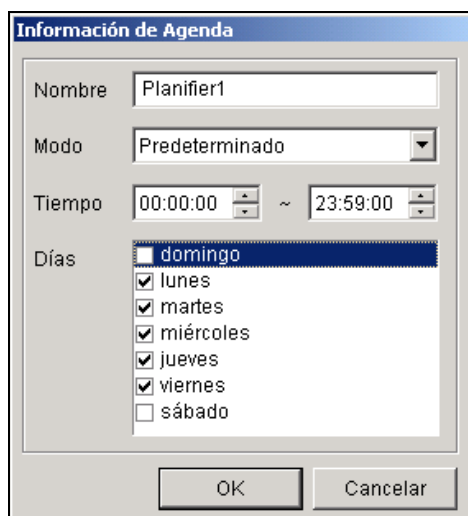 Información de Agenda
Nombre Planifier1
Modo Predeterminado
Tiempo 00:00:00 ~ 23:59:00
Días domingo
lunes
martes
miércoles
jueves
viernes
sábado
OK Cancelar